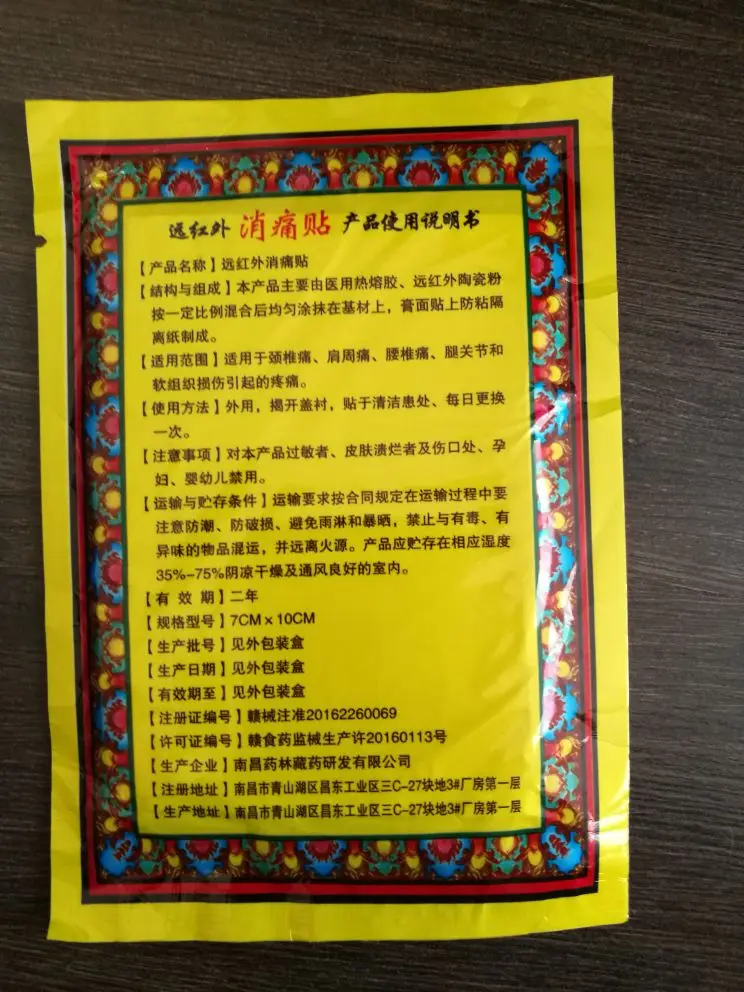 远红外 消痛贴 产品使用说明书
【产品名称】远红外消痛贴
【结构与组成】本产品主要由医用热熔胶、远红外陶瓷粉
按一定比例混合后均匀涂抹在基材上，膏面贴上防粘隔
离纸制成。
【适用范围】适用于颈椎痛、肩周痛、腰椎痛、腿关节和
软组织损伤引起的疼痛。
【使用方法】外用，揭开盖衬，贴于清洁患处、每日更换
一次。
【注意事项】对本产品过敏者、皮肤溃烂者及伤口处、孕
妇、婴幼儿禁用。
【运输与贮存条件】运输要求按合同规定在运输过程中要
注意防潮、防破损、避免雨淋和暴晒，禁止与有毒、有
异味的物品混运，并远离火源。产品应贮存在相应湿度
35%-75%阴凉干燥及通风良好的室内。
【有 效 期】二年
【规格型号】7CM×10CM
【生产批号】见外包装盒
【生产日期】见外包装盒
【有效期至】见外包装盒
【注册证编号】赣械注准20162260069
【许可证编号】赣食药监械生产许20160113号
【生产企业】南昌药林藏药研发有限公司
【注册地址】南昌市青山湖区昌东工业区三C-27块地3#厂房第一层
【生产地址】南昌市青山湖区昌东工业区三C-27块地3#厂房第一层